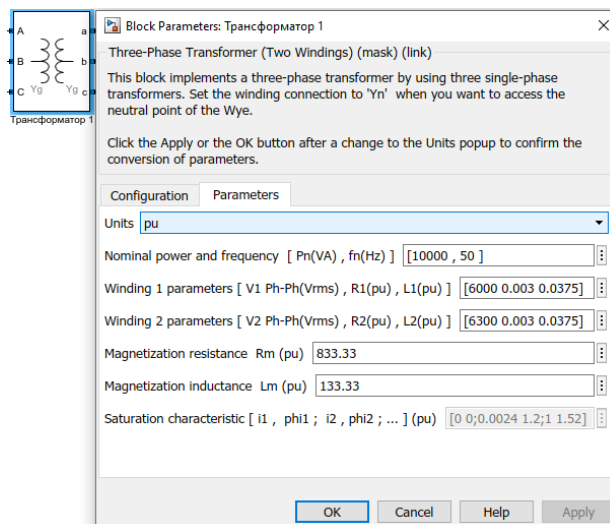 Block Parameters: Трансформатор 1
A a
B b
C Yg Yg c
Трансформатор 1
Three-Phase Transformer (Two Windings) (mask) (link)
This block implements a three-phase transformer by using three single-phase
transformers. Set the winding connection to 'Yn' when you want to access the
neutral point of the Wye.
Click the Apply or the OK button after a change to the Units popup to confirm the
conversion of parameters.
Configuration Parameters
Units pu
Nominal power and frequency [ Pn(VA) , fn(Hz) ] [10000 , 50 ]
Winding 1 parameters [ V1 Ph-Ph(Vrms) , R1(pu) , L1(pu) ] [6000 0.003 0.0375]
Winding 2 parameters [ V2 Ph-Ph(Vrms) , R2(pu) , L2(pu) ] [6300 0.003 0.0375]
Magnetization resistance Rm (pu) 833.33
Magnetization inductance Lm (pu) 133.33
Saturation characteristic [ i1 , phi1 ; i2 , phi2 ; ... ] (pu) [0 0;0.0024 1.2;1 1.52]
OK Cancel Help Apply